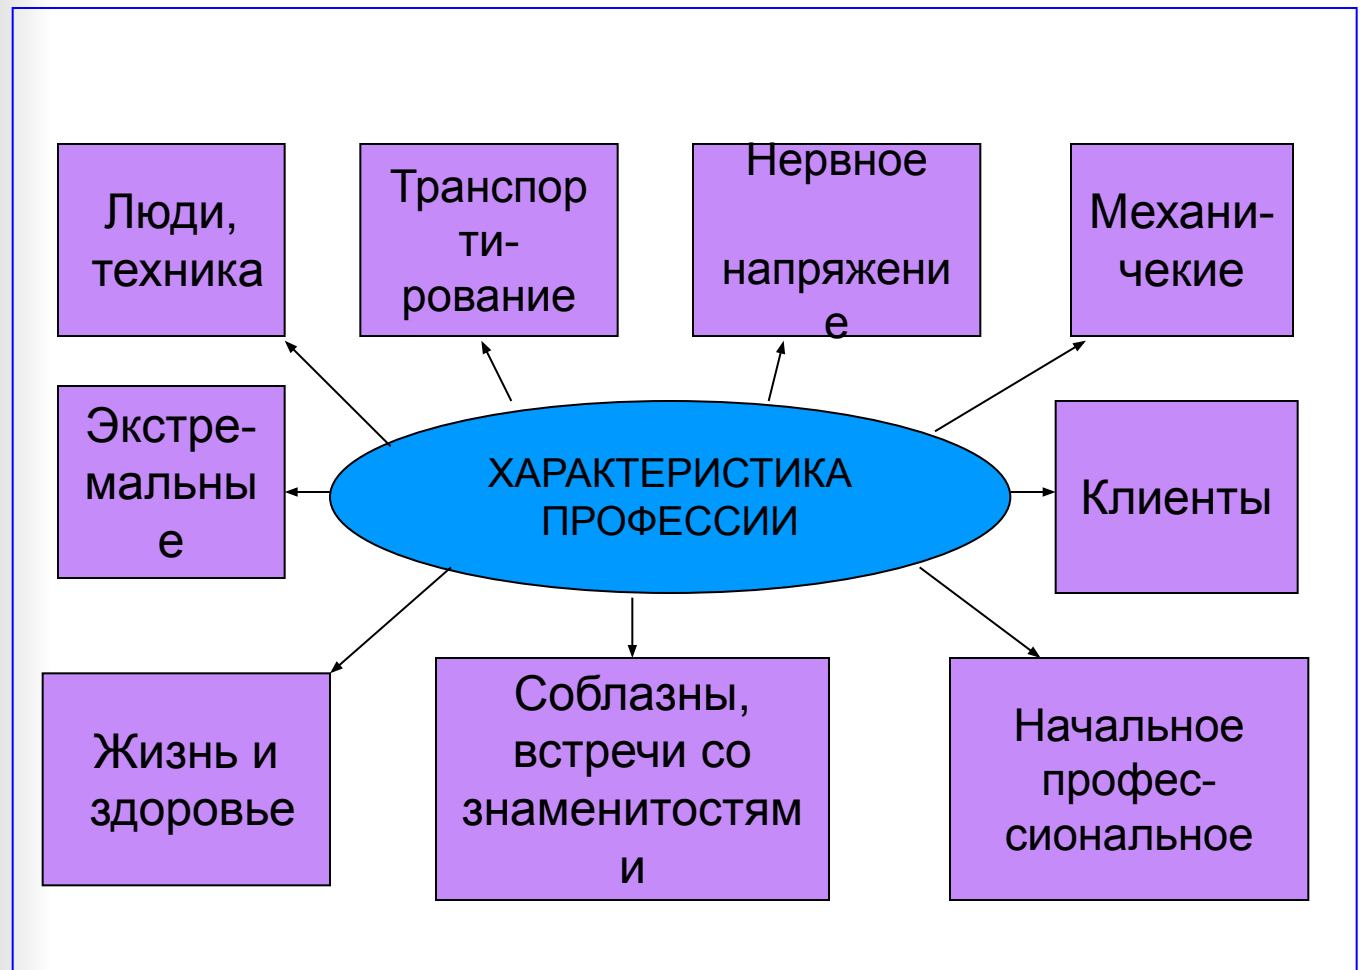 Люди,
техника
Транспор
ти-
рование
Нервное
напряжени
е
Механи-
чекие
Экстре-
мальны
е
ХАРАКТЕРИСТИКА
ПРОФЕССИИ
Клиенты
Жизнь и
здоровье
Соблазны,
встречи со
знаменитостям
и
Начальное
профес-
сиональное